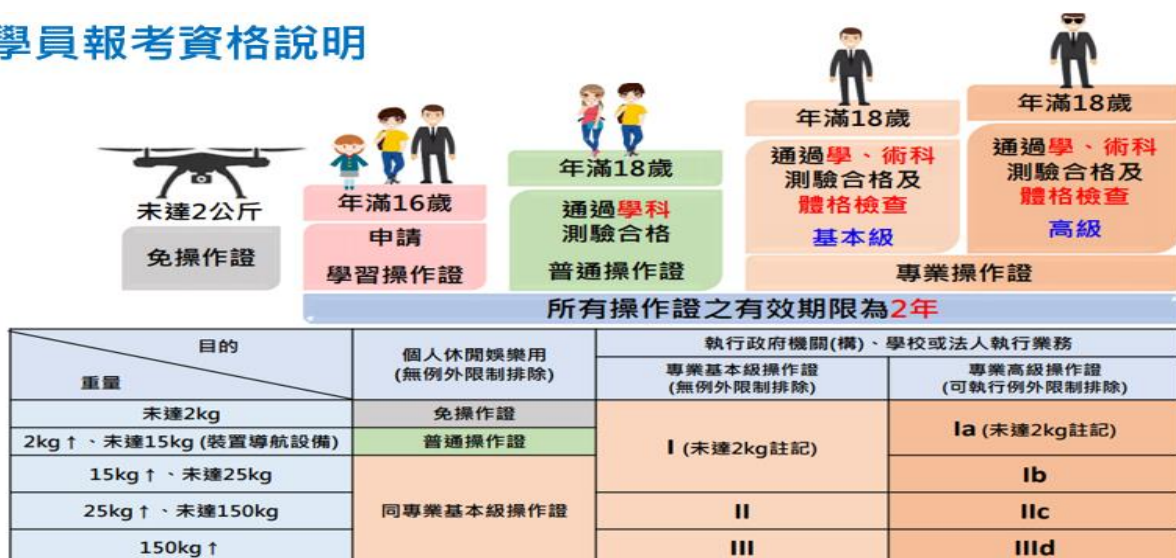 學員報考資格說明
未達2公斤
免操作證
年滿16歲
申請
學習操作證
年滿18歲
通過學科
測驗合格
普通操作證
年滿18歲
通過學、術科
測驗合格及
體格檢查
基本級
年滿18歲
通過學、術科
測驗合格及
體格檢查
高級
專業操作證
所有操作證之有效期限為2年
目的
重量
個人休閒娛樂用
(無例外限制排除)
執行政府機關(構)、學校或法人執行業務
專業基本級操作證
(無例外限制排除)
專業高級操作證
(可執行例外限制排除)
未達2kg
免操作證
I (未達2kg註記)
Ia (未達2kg註記)
2kg↑、未達15kg (裝置導航設備)
普通操作證
15kg↑、未達25kg
同專業基本級操作證
Ib
25kg↑、未達150kg
II
IIc
150kg↑
III
IIId